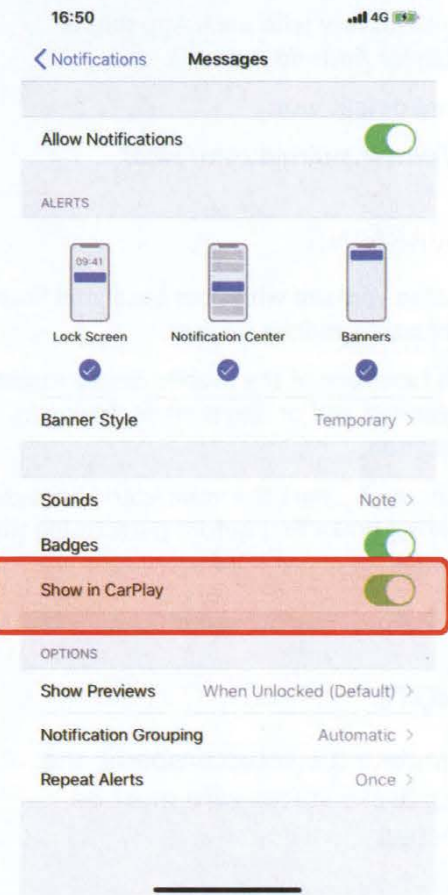 16:50 4G
Notifications Messages
Allow Notifications
ALERTS
09:41
Lock Screen Notification Center Banners
Banner Style Temporary
Sounds Note
Badges
Show in CarPlay
OPTIONS
Show Previews When Unlocked (Default)
Notification Grouping Automatic
Repeat Alerts Once